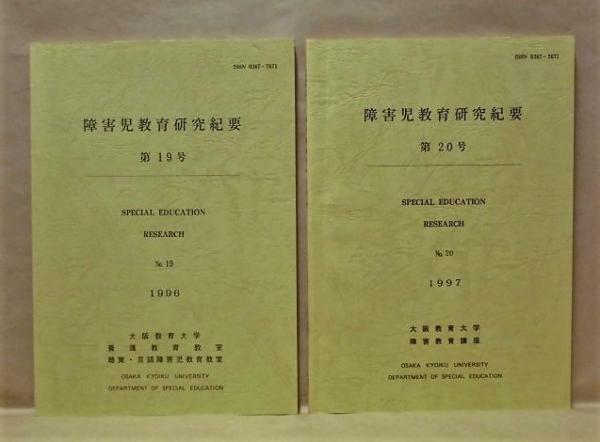 ISSN 0387-7671
障害児教育研究紀要
第19号
SPECIAL EDUCATION
RESEARCH
No. 19
1996
大阪教育大学
養護教育教室
聴覚・言語障害児教育教室
OSAKA KYOIKU UNIVERSITY
DEPARTMENT OF SPECIAL EDUCATION
ISSN 0387-7671
障害児教育研究紀要
第20号
SPECIAL EDUCATION
RESEARCH
No. 20
1997
大阪教育大学
障害教育講座
OSAKA KYOIKU UNIVERSITY
DEPARTMENT OF SPECIAL EDUCATION